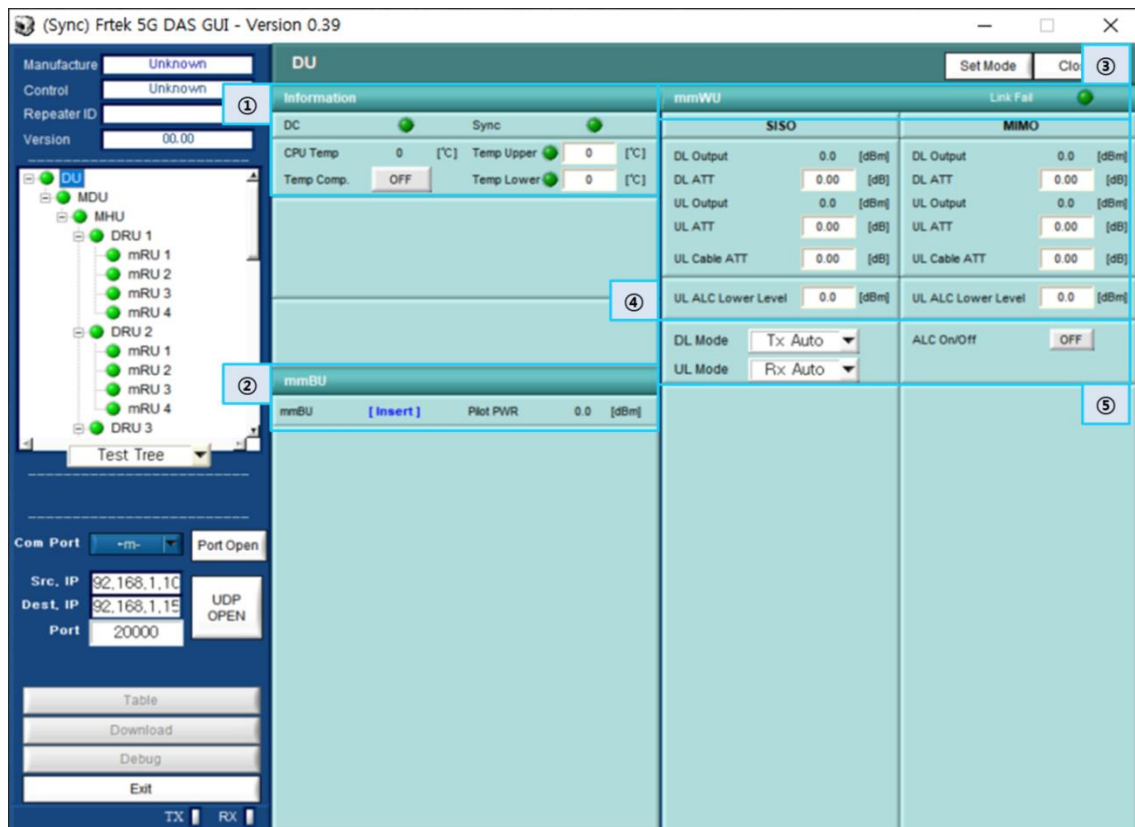 (Sync) Frtek 5G DAS GUI - Version 0.39
Manufacture Unknown
Control Unknown
Repeater ID
Version 00.00
DU
MDU
MHU
DRU 1
mRU 1
mRU 2
mRU 3
mRU 4
DRU 2
mRU 1
mRU 2
mRU 3
mRU 4
DRU 3
Test Tree
Com Port -m- Port Open
Src, IP 92,168,1,10
Dest, IP 92,168,1,15
UDP
OPEN
Port 20000
Table
Download
Debug
Exit
TX RX
DU
Set Mode
③
①
Information
DC Sync
CPU Temp 0 [℃] Temp Upper 0 [℃]
Temp Comp. OFF Temp Lower 0 [℃]
②
mmBU
mmBU [ Insert ] Pilot PWR 0.0 [dBm]
mmWU Link Fail
SISO MIMO
DL Output 0.0 [dBm] DL Output 0.0 [dBm]
DL ATT 0.00 [dB] DL ATT 0.00 [dB]
UL Output 0.0 [dBm] UL Output 0.0 [dBm]
UL ATT 0.00 [dB] UL ATT 0.00 [dB]
UL Cable ATT 0.00 [dB] UL Cable ATT 0.00 [dB]
④
UL ALC Lower Level 0.0 [dBm] UL ALC Lower Level 0.0 [dBm]
DL Mode Tx Auto ALC On/Off OFF
UL Mode Rx Auto
⑤